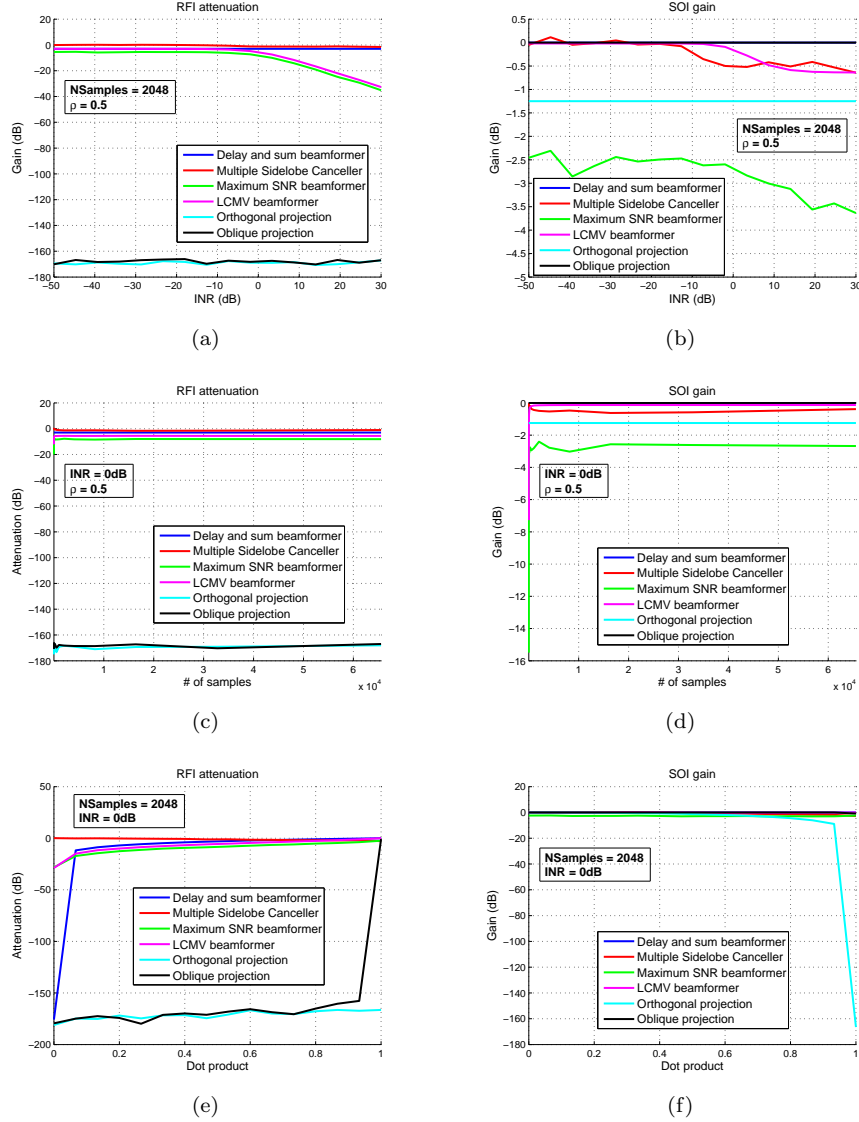 RFI attenuation
20
0
−20
−40
−60
−80
−100
−120
−140
−160
−180
Gain (dB)
NSamples = 2048
ρ = 0.5
Delay and sum beamformer
Multiple Sidelobe Canceller
Maximum SNR beamformer
LCMV beamformer
Orthogonal projection
Oblique projection
−50 −40 −30 −20 −10 0 10 20 30
INR (dB)
(a)
SOI gain
0.5
0
−0.5
−1
−1.5
−2
−2.5
−3
−3.5
−4
−4.5
−5
Gain (dB)
NSamples = 2048
ρ = 0.5
Delay and sum beamformer
Multiple Sidelobe Canceller
Maximum SNR beamformer
LCMV beamformer
Orthogonal projection
Oblique projection
−50 −40 −30 −20 −10 0 10 20 30
INR (dB)
(b)
RFI attenuation
20
0
−20
−40
−60
−80
−100
−120
−140
−160
−180
Attenuation (dB)
INR = 0dB
ρ = 0.5
Delay and sum beamformer
Multiple Sidelobe Canceller
Maximum SNR beamformer
LCMV beamformer
Orthogonal projection
Oblique projection
1 2 3 4 5 6
# of samples
x 10⁴
(c)
SOI gain
0
−2
−4
−6
−8
−10
−12
−14
−16
Gain (dB)
INR = 0dB
ρ = 0.5
Delay and sum beamformer
Multiple Sidelobe Canceller
Maximum SNR beamformer
LCMV beamformer
Orthogonal projection
Oblique projection
1 2 3 4 5 6
# of samples
x 10⁴
(d)
RFI attenuation
50
0
−50
−100
−150
−200
Attenuation (dB)
NSamples = 2048
INR = 0dB
Delay and sum beamformer
Multiple Sidelobe Canceller
Maximum SNR beamformer
LCMV beamformer
Orthogonal projection
Oblique projection
0 0.2 0.4 0.6 0.8 1
Dot product
(e)
SOI gain
20
0
−20
−40
−60
−80
−100
−120
−140
−160
−180
Gain (dB)
NSamples = 2048
INR = 0dB
Delay and sum beamformer
Multiple Sidelobe Canceller
Maximum SNR beamformer
LCMV beamformer
Orthogonal projection
Oblique projection
0 0.2 0.4 0.6 0.8 1
Dot product
(f)